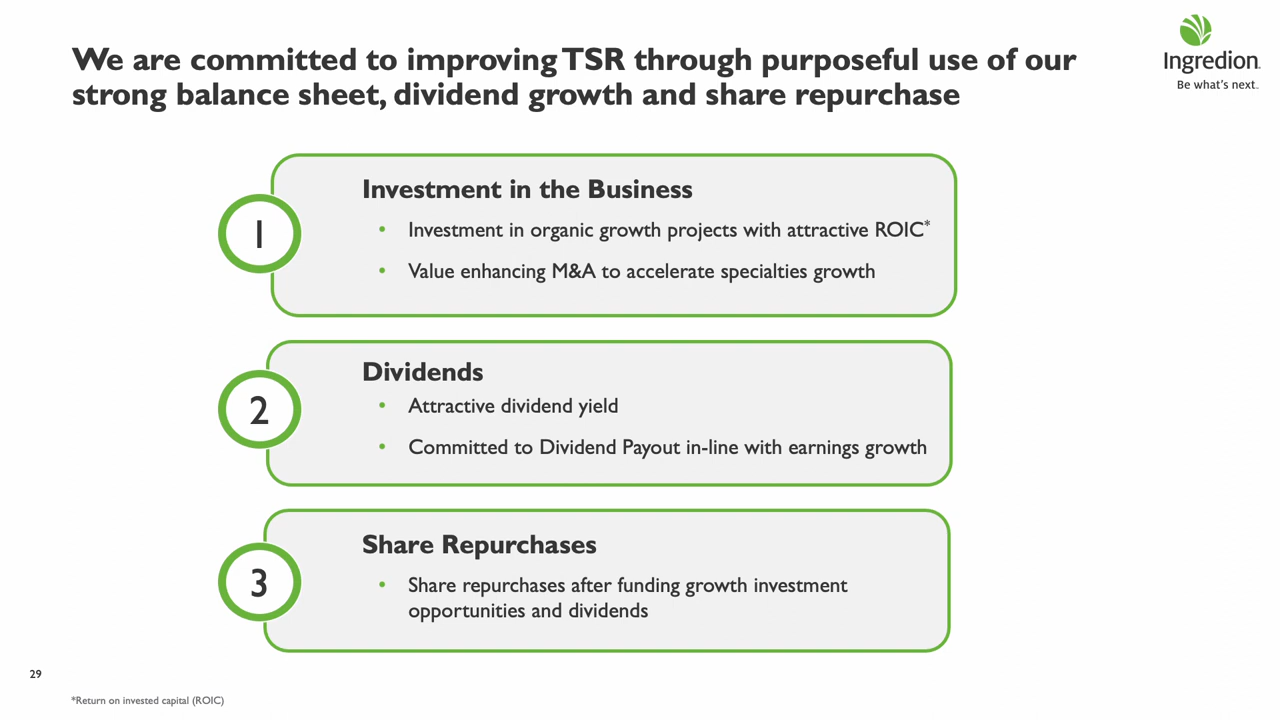 We are committed to improving TSR through purposeful use of our
strong balance sheet, dividend growth and share repurchase
Ingredion.
Be what's next.
1
Investment in the Business
• Investment in organic growth projects with attractive ROIC*
• Value enhancing M&A to accelerate specialties growth
2
Dividends
• Attractive dividend yield
• Committed to Dividend Payout in-line with earnings growth
3
Share Repurchases
• Share repurchases after funding growth investment
opportunities and dividends
29
*Return on invested capital (ROIC)